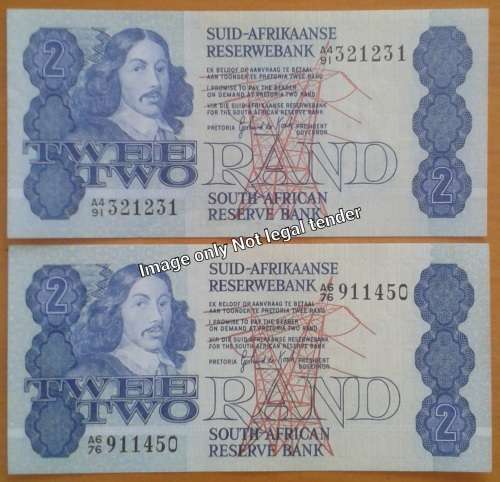 2
SUID-AFRIKAANSE
RESERWEBANK
A4/91 321231
EK BELOOF OM AANVRAAG TE BETAAL
AAN TOONDER TE PRETORIA TWEE RAND
I PROMISE TO PAY THE BEARER
ON DEMAND AT PRETORIA TWO RAND
VIR DIE SUID-AFRIKAANSE RESERWEBANK
FOR THE SOUTH AFRICAN RESERVE BANK
PRETORIA PRESIDENT
GOVERNOR
TWEE
TWO
RAND
A4/91 321231
SOUTH AFRICAN
RESERVE BANK
2
Image only Not legal tender
2
SUID-AFRIKAANSE
RESERWEBANK
A6/76 911450
EK BELOOF OM AANVRAAG TE BETAAL
AAN TOONDER TE PRETORIA TWEE RAND
I PROMISE TO PAY THE BEARER
ON DEMAND AT PRETORIA TWO RAND
VIR DIE SUID-AFRIKAANSE RESERWEBANK
FOR THE SOUTH AFRICAN RESERVE BANK
PRETORIA PRESIDENT
GOVERNOR
TWEE
TWO
RAND
A6/76 911450
SOUTH AFRICAN
RESERVE BANK
2